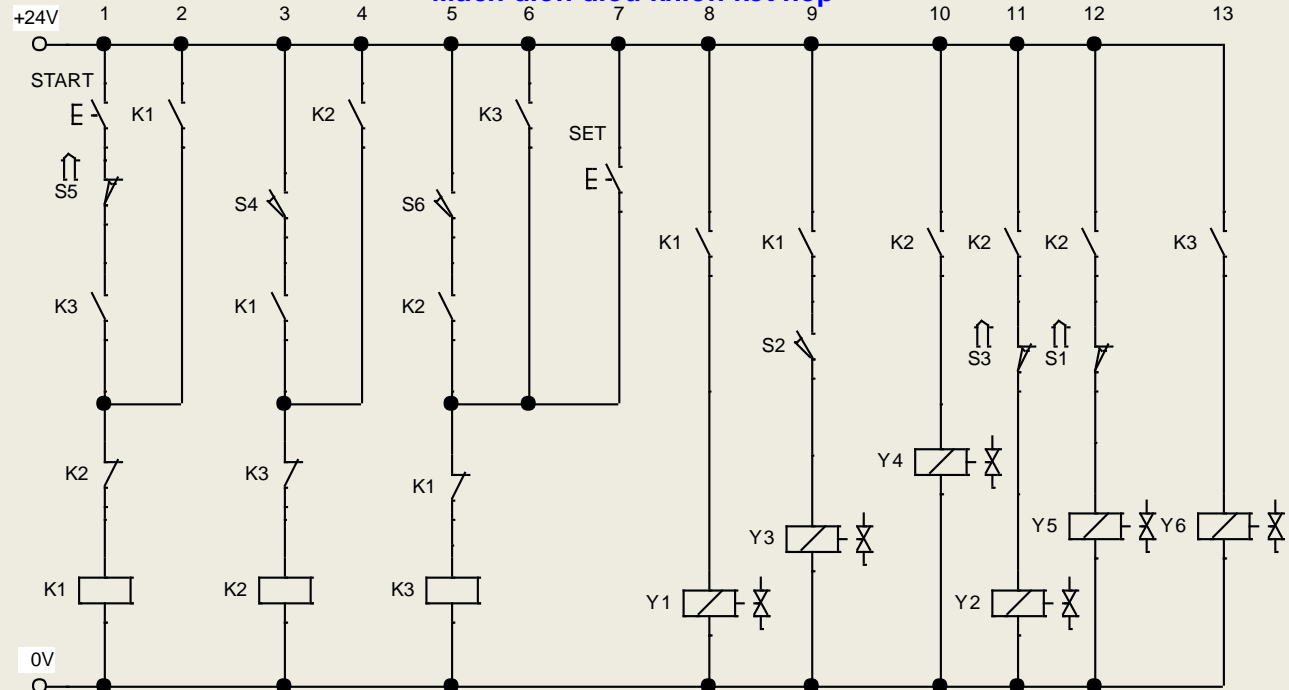 +24V 1 2 3 4 5 6 7 8 9 10 11 12 13
START
K1 K2 K3
SET
S5
S4 S6
K1 K1 K2 K2 K2 K3
K3 K1 K2
S2 S3 S1
K2 K3 K1
Y4
Y3 Y5 Y6
K1 K2 K3 Y1 Y2
0V